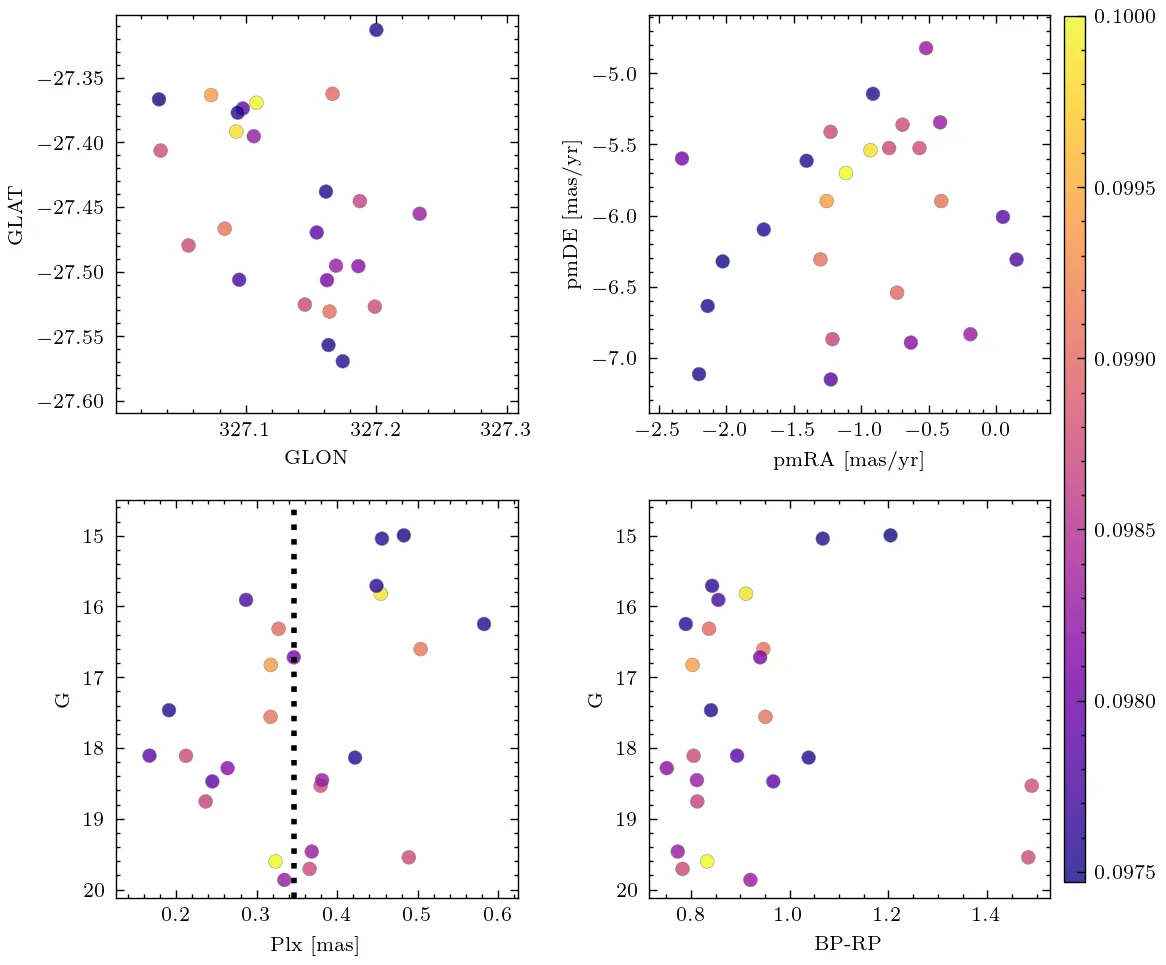 −27.35
−27.40
−27.45
−27.50
−27.55
−27.60
GLAT
327.1 327.2 327.3
GLON
−5.0
−5.5
−6.0
−6.5
−7.0
pmDE [mas/yr]
−2.5 −2.0 −1.5 −1.0 −0.5 0.0
pmRA [mas/yr]
15
16
17
18
19
20
G
0.2 0.3 0.4 0.5 0.6
Plx [mas]
15
16
17
18
19
20
G
0.8 1.0 1.2 1.4
BP-RP
0.1000
0.0995
0.0990
0.0985
0.0980
0.0975